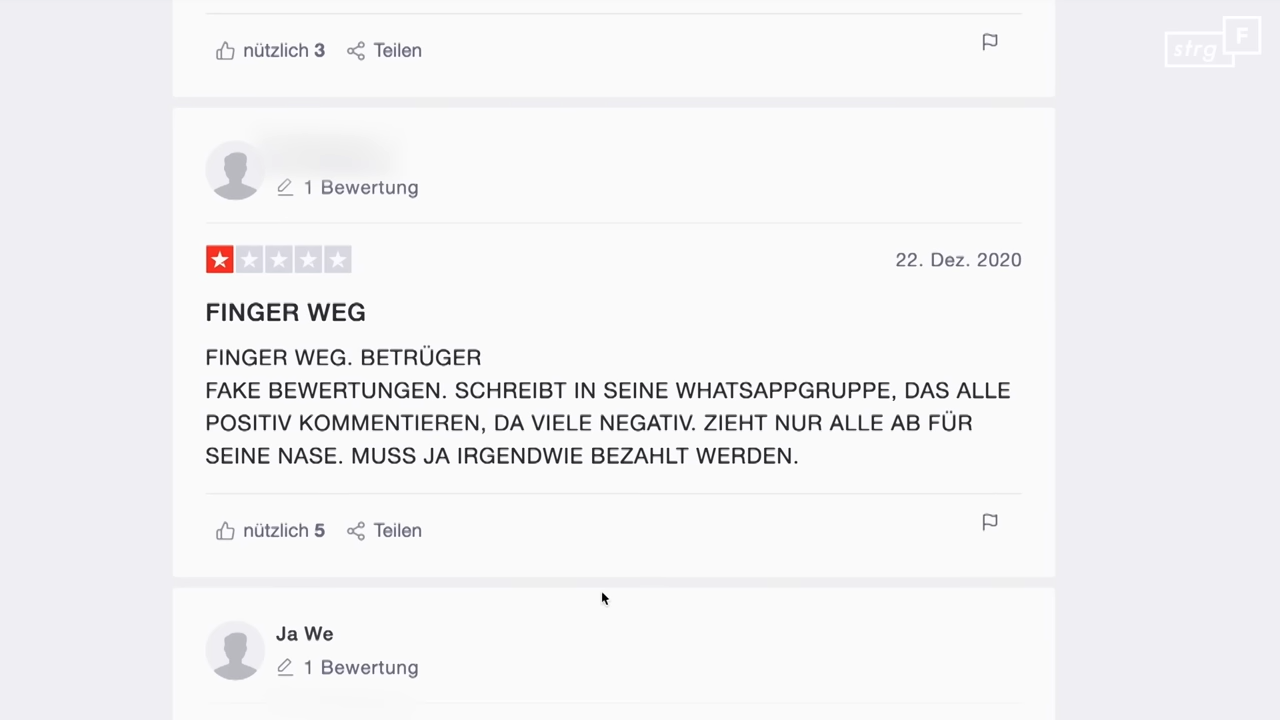 nützlich 3 Teilen
strg F
1 Bewertung
22. Dez. 2020
FINGER WEG
FINGER WEG. BETRÜGER
FAKE BEWERTUNGEN. SCHREIBT IN SEINE WHATSAPPGRUPPE, DAS ALLE
POSITIV KOMMENTIEREN, DA VIELE NEGATIV. ZIEHT NUR ALLE AB FÜR
SEINE NASE. MUSS JA IRGENDWIE BEZAHLT WERDEN.
nützlich 5 Teilen
Ja We
1 Bewertung